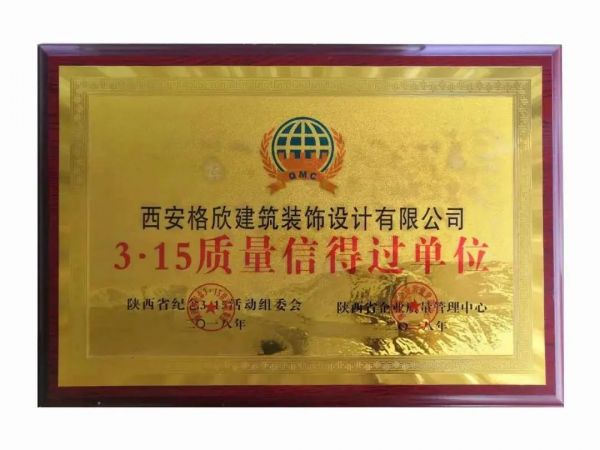 QMC
西安格欣建筑装饰设计有限公司
3·15质量信得过单位
陕西省纪念3·15活动组委会 陕西省企业质量管理中心
二〇一八年 二〇一八年